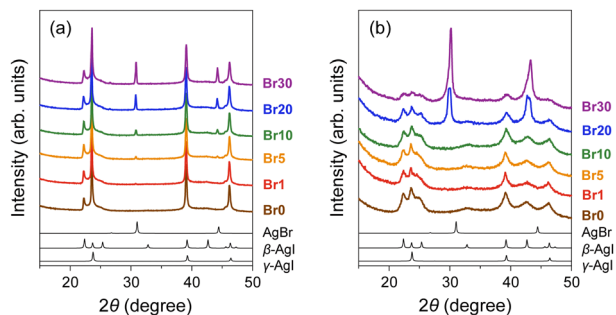 (a)
Intensity (arb. units)
Br30
Br20
Br10
Br5
Br1
Br0
AgBr
β-AgI
γ-AgI
20 30 40 50
2θ (degree)
(b)
Intensity (arb. units)
Br30
Br20
Br10
Br5
Br1
Br0
AgBr
β-AgI
γ-AgI
20 30 40 50
2θ (degree)